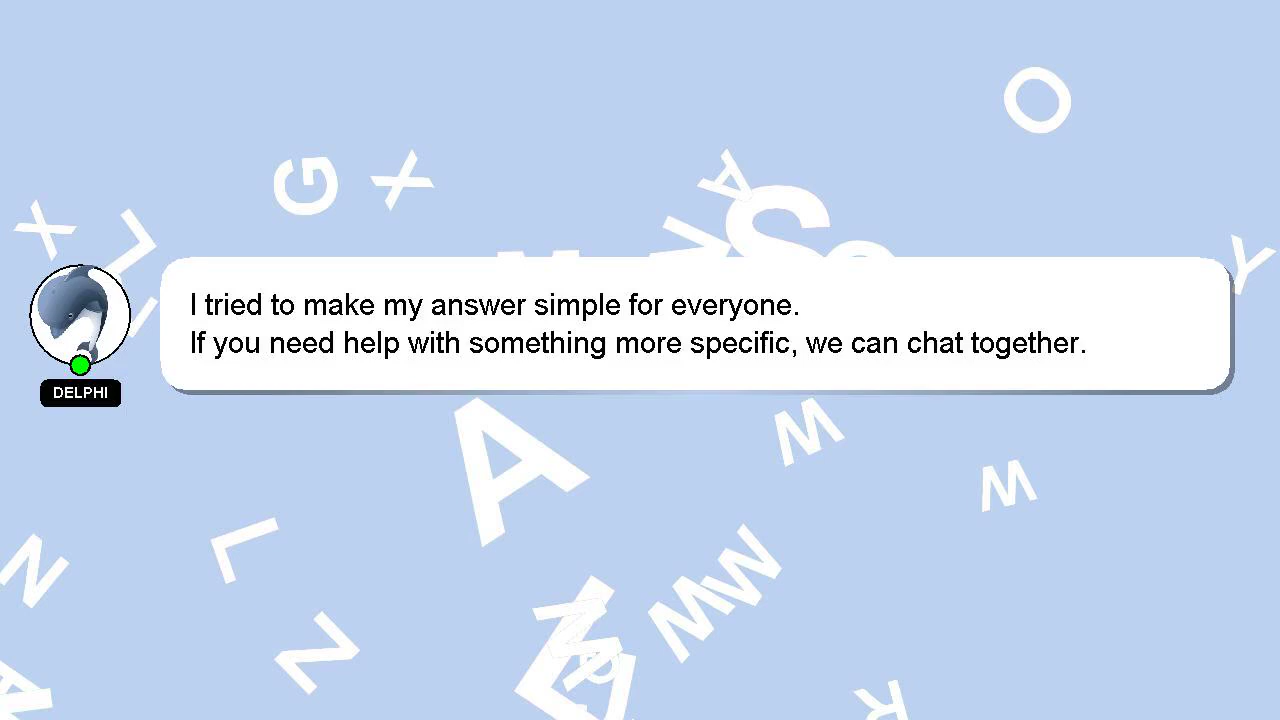 O
G
X
A
X
L
S
Y
I tried to make my answer simple for everyone.
If you need help with something more specific, we can chat together.
DELPHI
A
W
W
L
N
W
W
Z
R